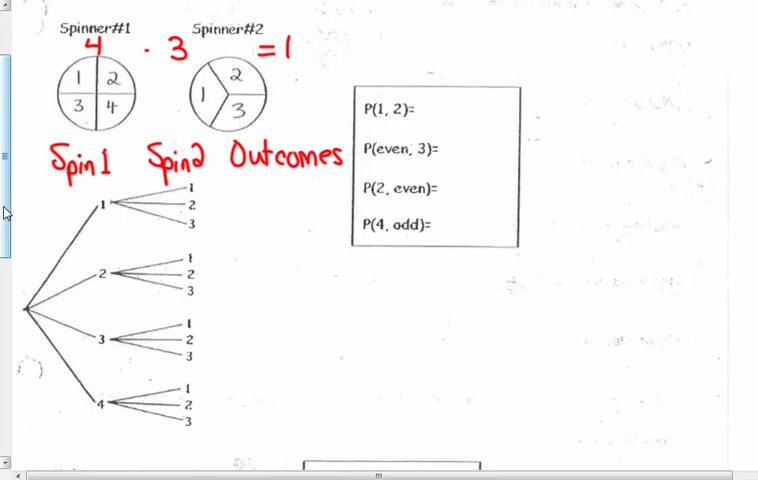 Spinner#1 Spinner#2
4 · 3 = 1
1 2
3 4
2
1
3
Spin1 Spin2 Outcomes
P(1, 2)=
P(even, 3)=
P(2, even)=
P(4, odd)=
1
1 2
3
1
2 2
3
1
3 2
3
1
4 2
3